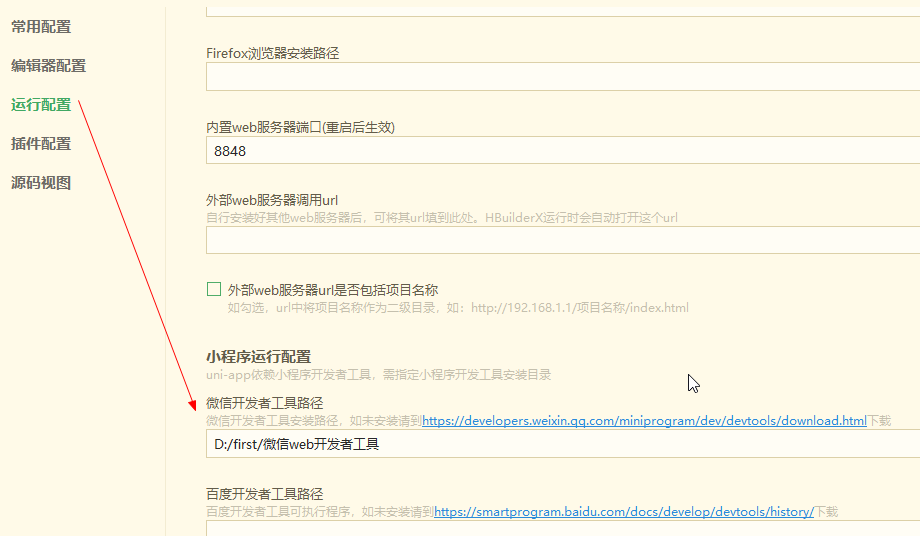 常用配置
编辑器配置
运行配置
插件配置
源码视图
Firefox浏览器安装路径
内置web服务器端口(重启后生效)
8848
外部web服务器调用url
自行安装好其他web服务器后，可将其url填到此处。HBuilderX运行时会自动打开这个url
外部web服务器url是否包括项目名称
如勾选，url中将项目名称作为二级目录，如：http://192.168.1.1/项目名称/index.html
小程序运行配置
uni-app依赖小程序开发者工具，需指定小程序开发工具安装目录
微信开发者工具路径
微信开发者工具安装路径，如未安装请到https://developers.weixin.qq.com/miniprogram/dev/devtools/download.html下载
D:/first/微信web开发者工具
百度开发者工具路径
百度开发者工具可执行程序，如未安装请到https://smartprogram.baidu.com/docs/develop/devtools/history/下载